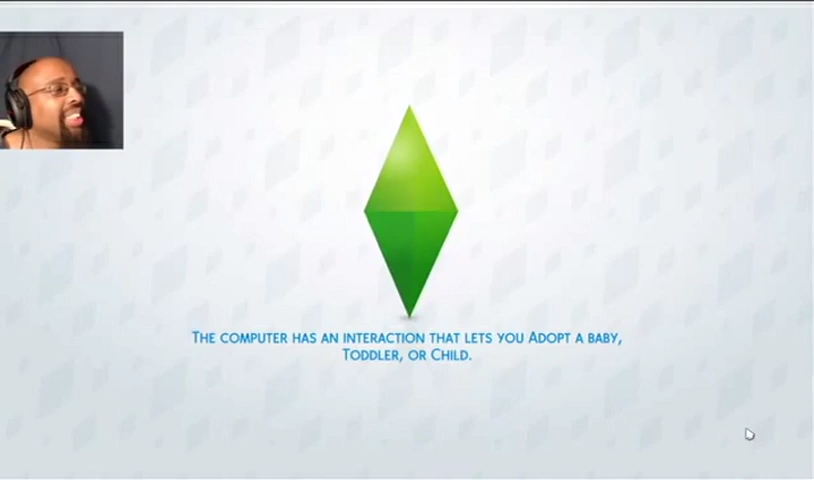 The computer has an interaction that lets you Adopt a baby,
Toddler, or Child.